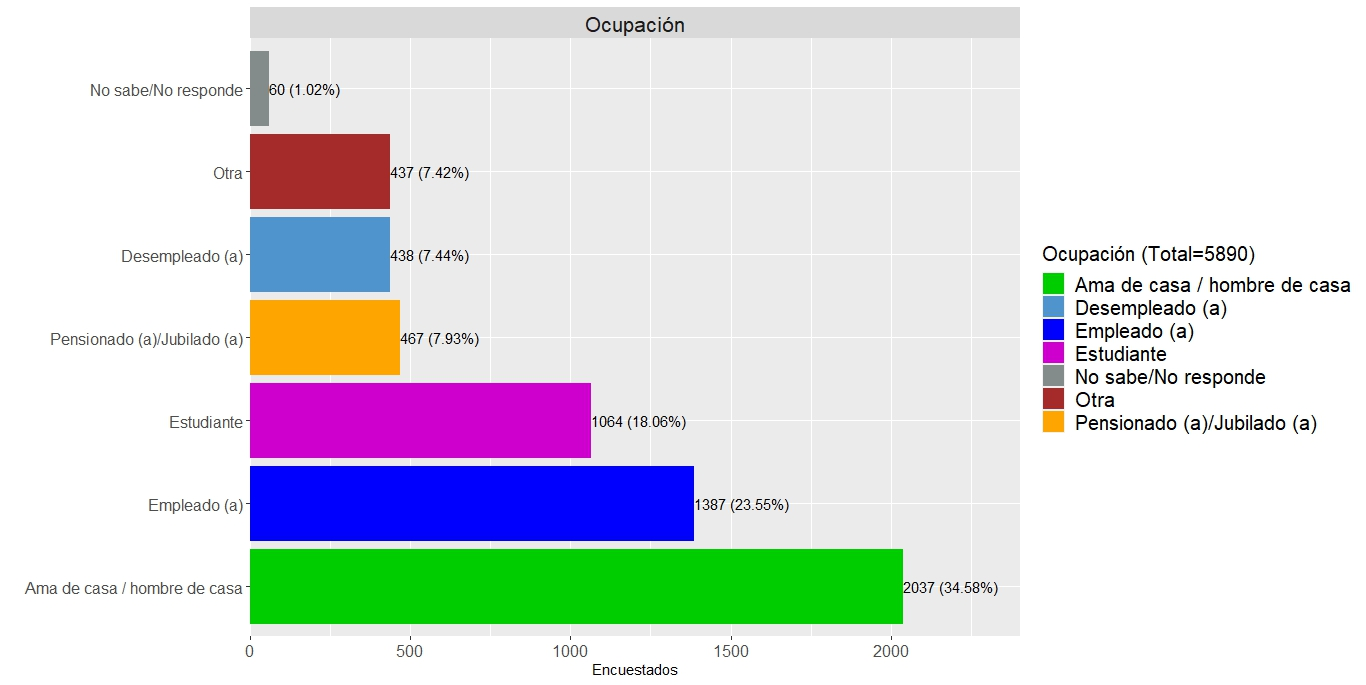 Ocupación
No sabe/No responde
60 (1.02%)
Otra
437 (7.42%)
Desempleado (a)
438 (7.44%)
Pensionado (a)/Jubilado (a)
467 (7.93%)
Estudiante
1064 (18.06%)
Empleado (a)
1387 (23.55%)
Ama de casa / hombre de casa
2037 (34.58%)
0 500 1000 1500 2000
Encuestados
Ocupación (Total=5890)
Ama de casa / hombre de casa
Desempleado (a)
Empleado (a)
Estudiante
No sabe/No responde
Otra
Pensionado (a)/Jubilado (a)